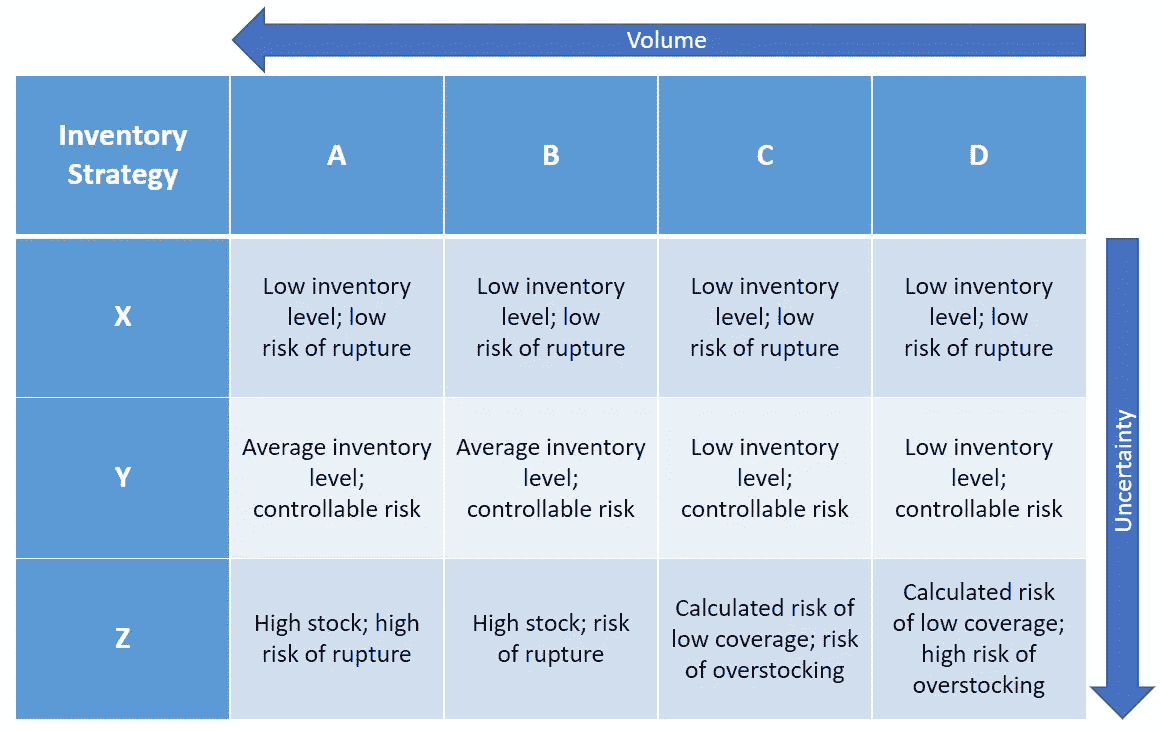 Volume
Inventory
Strategy
A
B
C
D
X
Low inventory
level; low
risk of rupture
Low inventory
level; low
risk of rupture
Low inventory
level; low
risk of rupture
Low inventory
level; low
risk of rupture
Y
Average inventory
level;
controllable risk
Average inventory
level;
controllable risk
Low inventory
level;
controllable risk
Low inventory
level;
controllable risk
Z
High stock; high
risk of rupture
High stock; risk
of rupture
Calculated risk of
low coverage; risk
of overstocking
Calculated risk
of low coverage;
high risk of
overstocking
Uncertainty